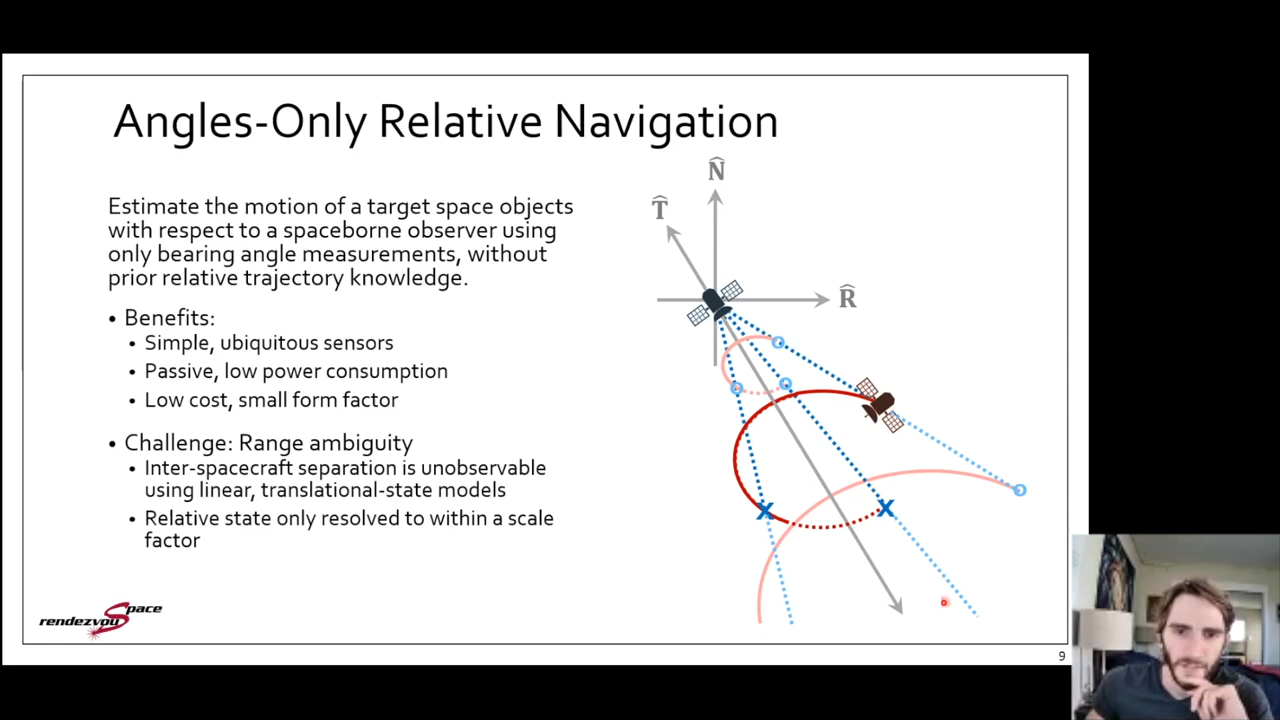 Angles-Only Relative Navigation
Estimate the motion of a target space objects
with respect to a spaceborne observer using
only bearing angle measurements, without
prior relative trajectory knowledge.
• Benefits:
• Simple, ubiquitous sensors
• Passive, low power consumption
• Low cost, small form factor
• Challenge: Range ambiguity
• Inter-spacecraft separation is unobservable
using linear, translational-state models
• Relative state only resolved to within a scale
factor
N̂
T̂
R̂
rendezvouSpace
9